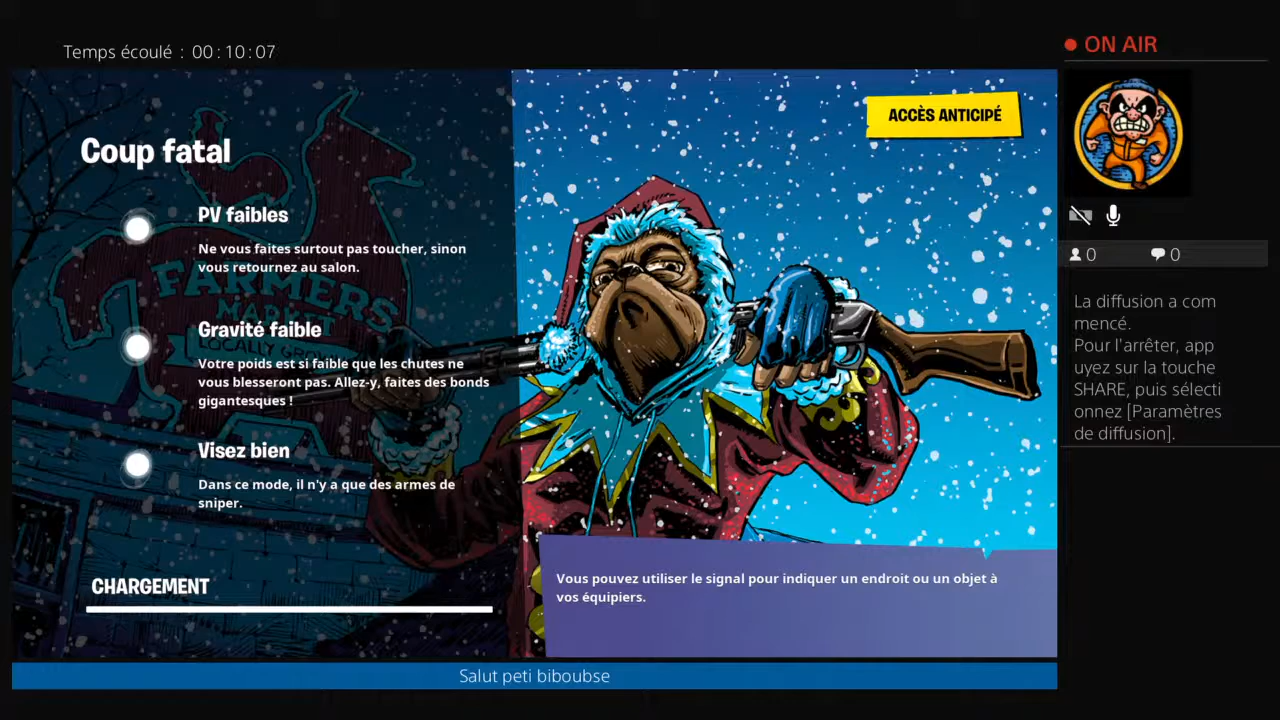 Temps écoulé : 00:10:07
ON AIR
ACCÈS ANTICIPÉ
Coup fatal
PV faibles
Ne vous faites surtout pas toucher, sinon
vous retournez au salon.
Gravité faible
Votre poids est si faible que les chutes ne
vous blesseront pas. Allez-y, faites des bonds
gigantesques !
Visez bien
Dans ce mode, il n'y a que des armes de
sniper.
FARMERS
MARKET
LOCALLY GRO
CHARGEMENT
Vous pouvez utiliser le signal pour indiquer un endroit ou un objet à
vos équipiers.
Salut peti biboubse
0
0
La diffusion a com
mencé.
Pour l'arrêter, app
uyez sur la touche
SHARE, puis sélecti
onnez [Paramètres
de diffusion].